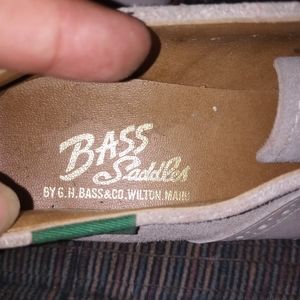 BASS
Saddles
BY G.H. BASS&CO. WILTON, MAINE